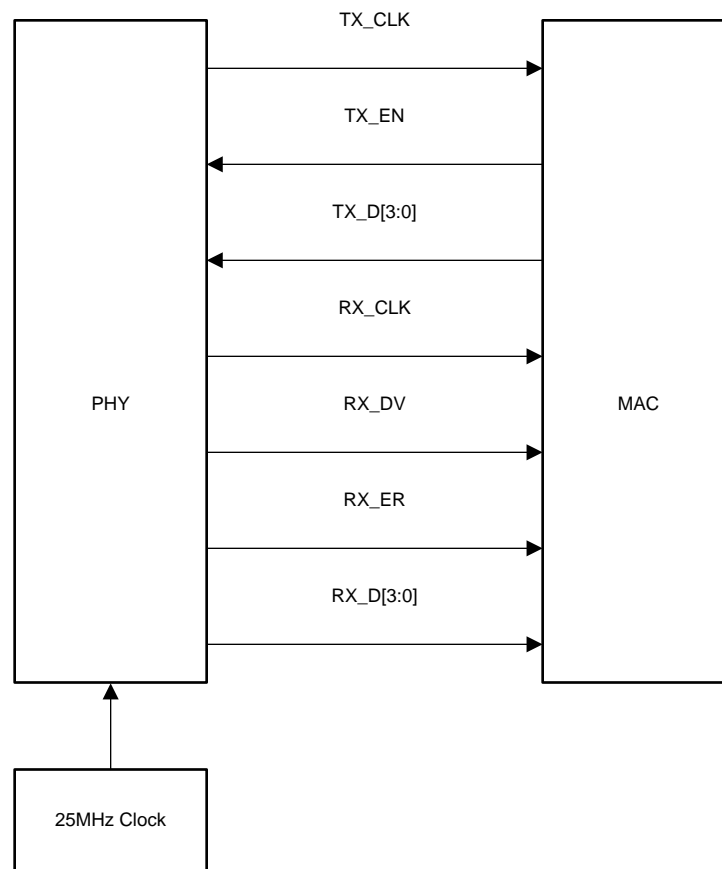 TX_CLK
TX_EN
TX_D[3:0]
RX_CLK
PHY
RX_DV
MAC
RX_ER
RX_D[3:0]
25MHz Clock